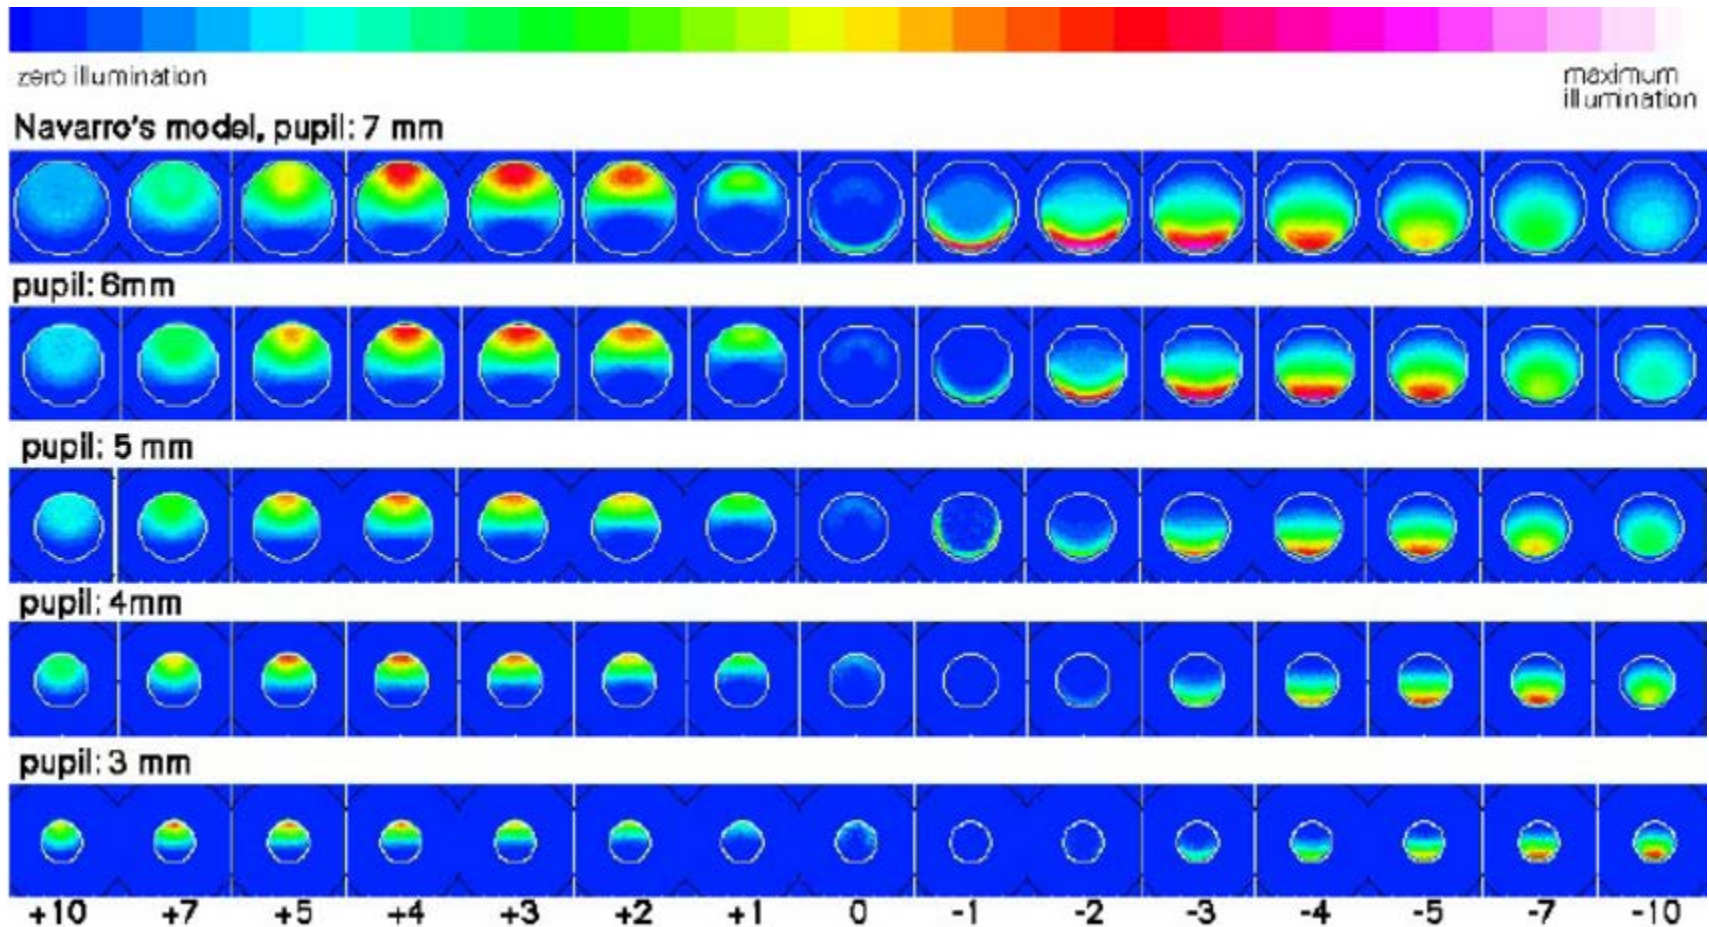 zero illumination
maximum
illumination
Navarro's model, pupil: 7 mm
pupil: 6mm
pupil: 5 mm
pupil: 4mm
pupil: 3 mm
+10 +7 +5 +4 +3 +2 +1 0 -1 -2 -3 -4 -5 -7 -10